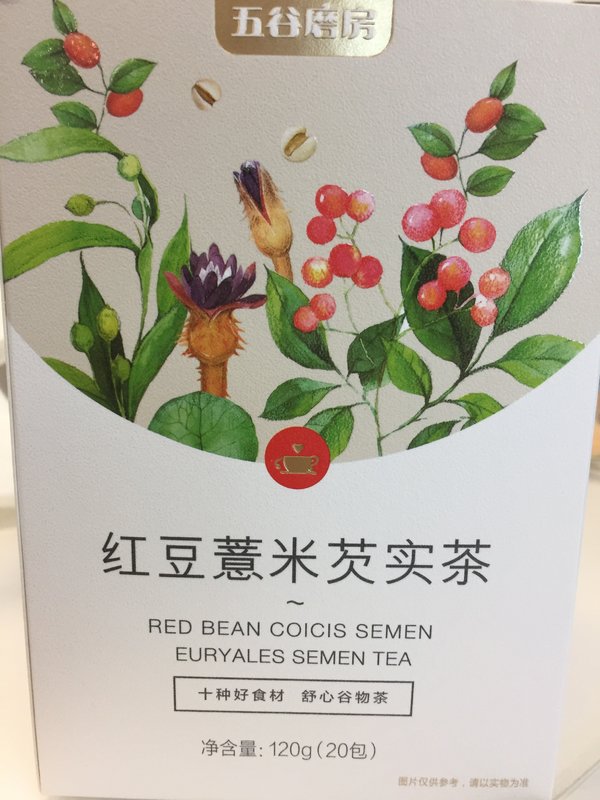 五谷磨房
红豆薏米芡实茶
~
RED BEAN COICIS SEMEN
EURYALES SEMEN TEA
十种好食材 舒心谷物茶
净含量: 120g(20包)
图片仅供参考，请以实物为准